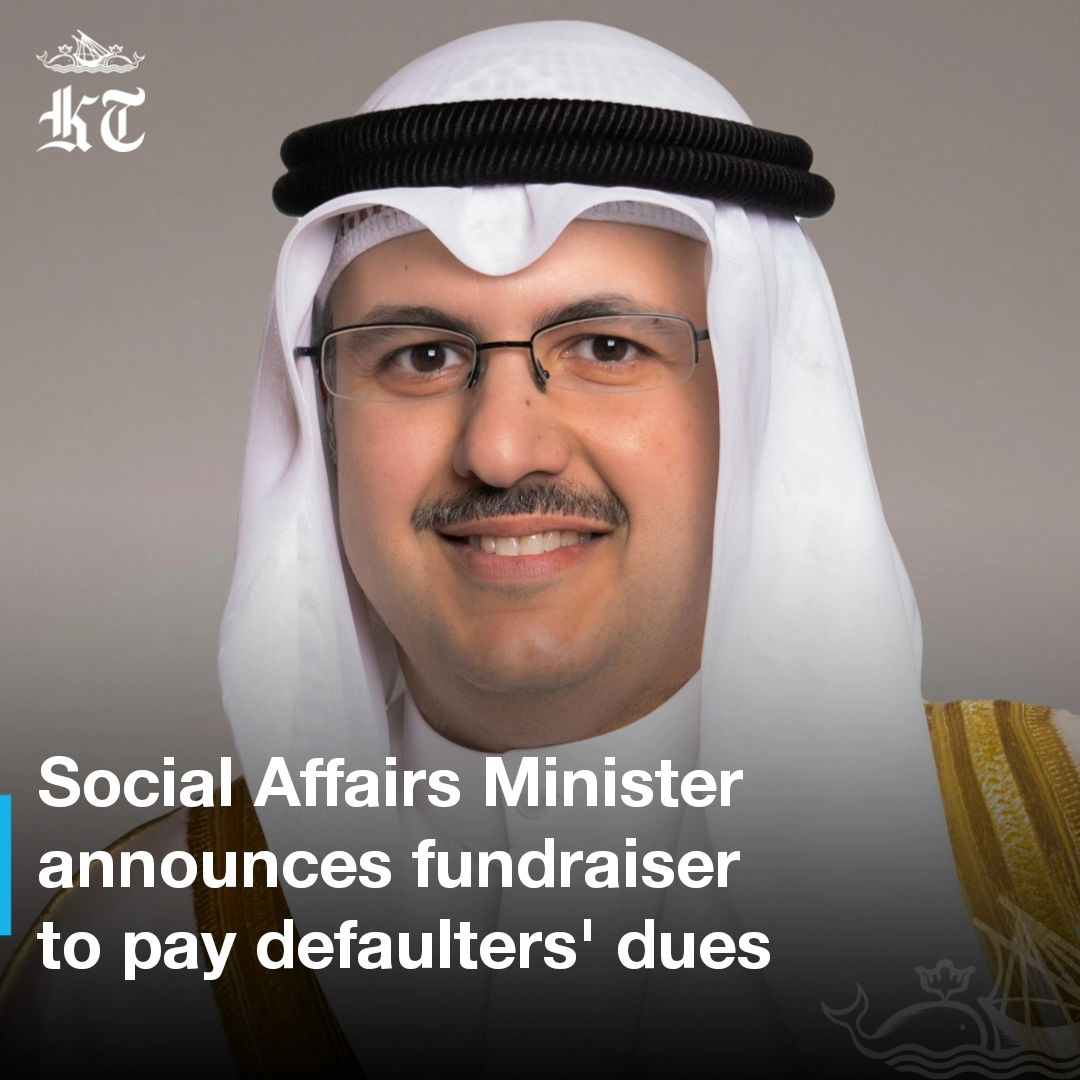 KT
Social Affairs Minister
announces fundraiser
to pay defaulters' dues